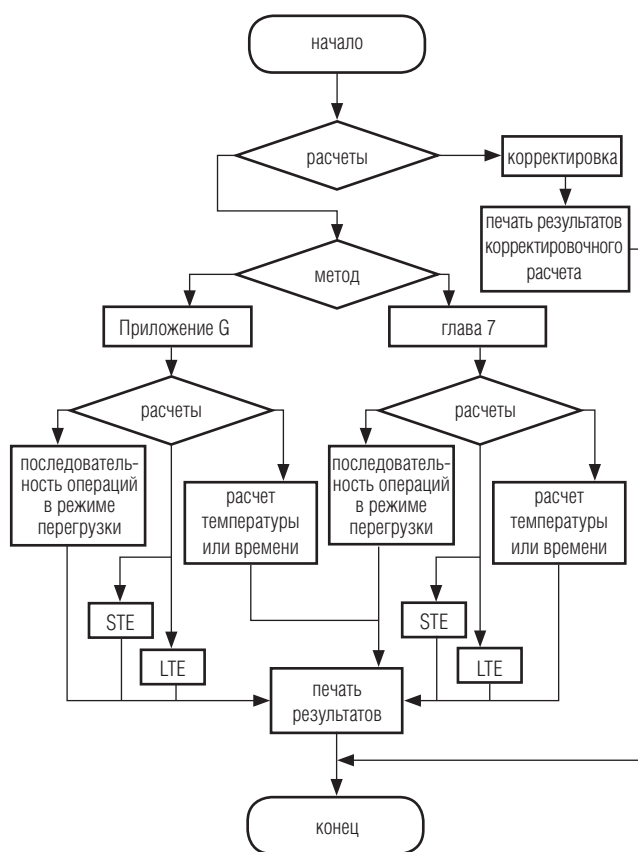 начало
расчеты
корректировка
печать результатов
корректировочного
расчета
метод
Приложение G
глава 7
расчеты
расчеты
последователь-
ность операций
в режиме
перегрузки
расчет
температуры
или времени
последователь-
ность операций
в режиме
перегрузки
расчет
температуры
или времени
STE
LTE
STE
LTE
печать
результатов
конец